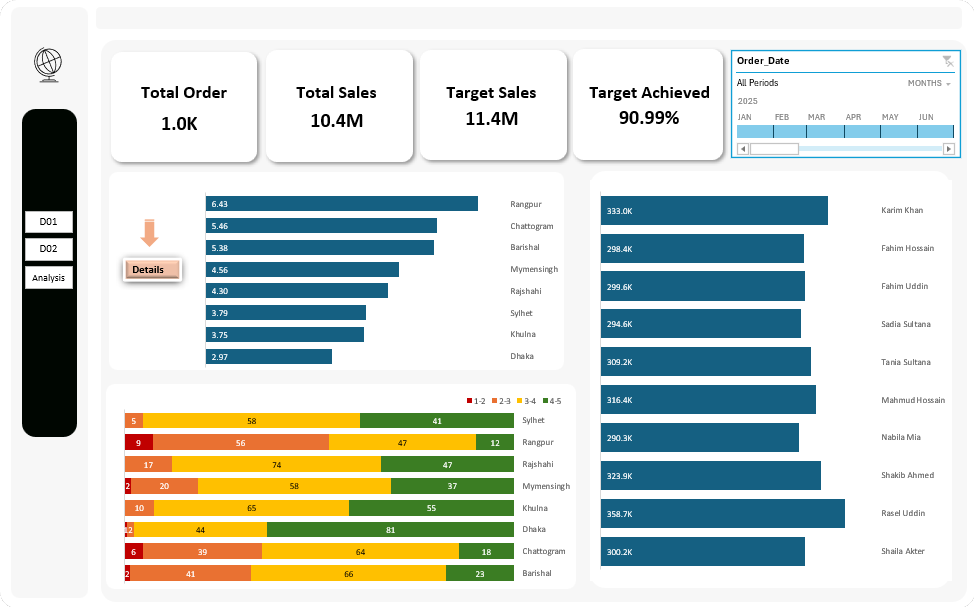 Total Order
1.0K
Total Sales
10.4M
Target Sales
11.4M
Target Achieved
90.99%
Order_Date
All Periods
MONTHS
2025
JAN FEB MAR APR MAY JUN
D01
D02
Analysis
Details
6.43 Rangpur
5.46 Chattogram
5.38 Barishal
4.56 Mymensingh
4.30 Rajshahi
3.79 Sylhet
3.75 Khulna
2.97 Dhaka
1-2 2-3 3-4 4-5
5 58 41 Sylhet
9 56 47 12 Rangpur
17 74 47 Rajshahi
2 20 58 37 Mymensingh
10 65 55 Khulna
2 44 81 Dhaka
6 39 64 18 Chattogram
2 41 66 23 Barishal
333.0K Karim Khan
298.4K Fahim Hossain
299.6K Fahim Uddin
294.6K Sadia Sultana
309.2K Tania Sultana
316.4K Mahmud Hossain
290.3K Nabila Mia
323.9K Shakib Ahmed
358.7K Rasel Uddin
300.2K Shaila Akter